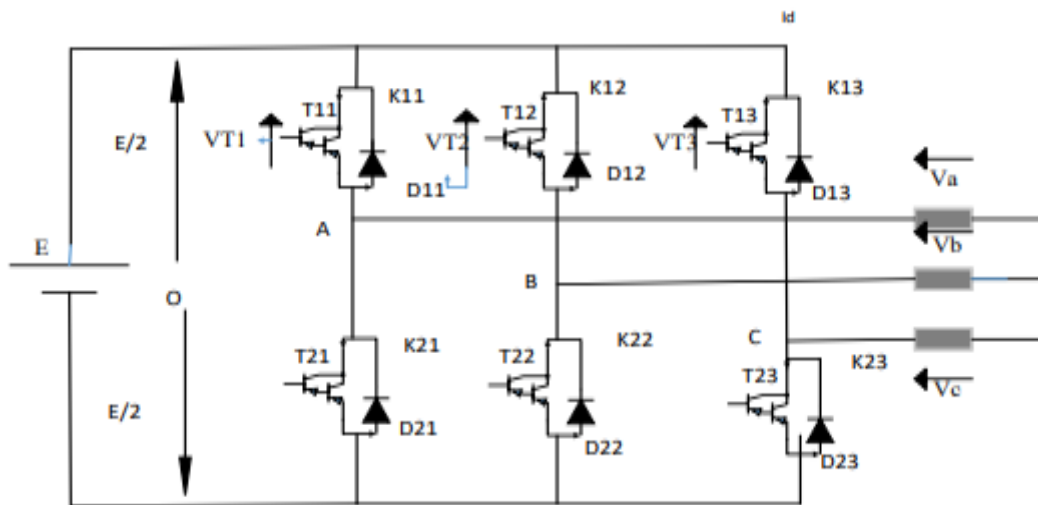 Id
K11
K12
K13
T11
T12
T13
E/2
VT1
VT2
VT3
D11
D12
D13
Va
A
E
Vb
B
O
C
K21
K22
K23
T21
T22
T23
Vc
E/2
D21
D22
D23